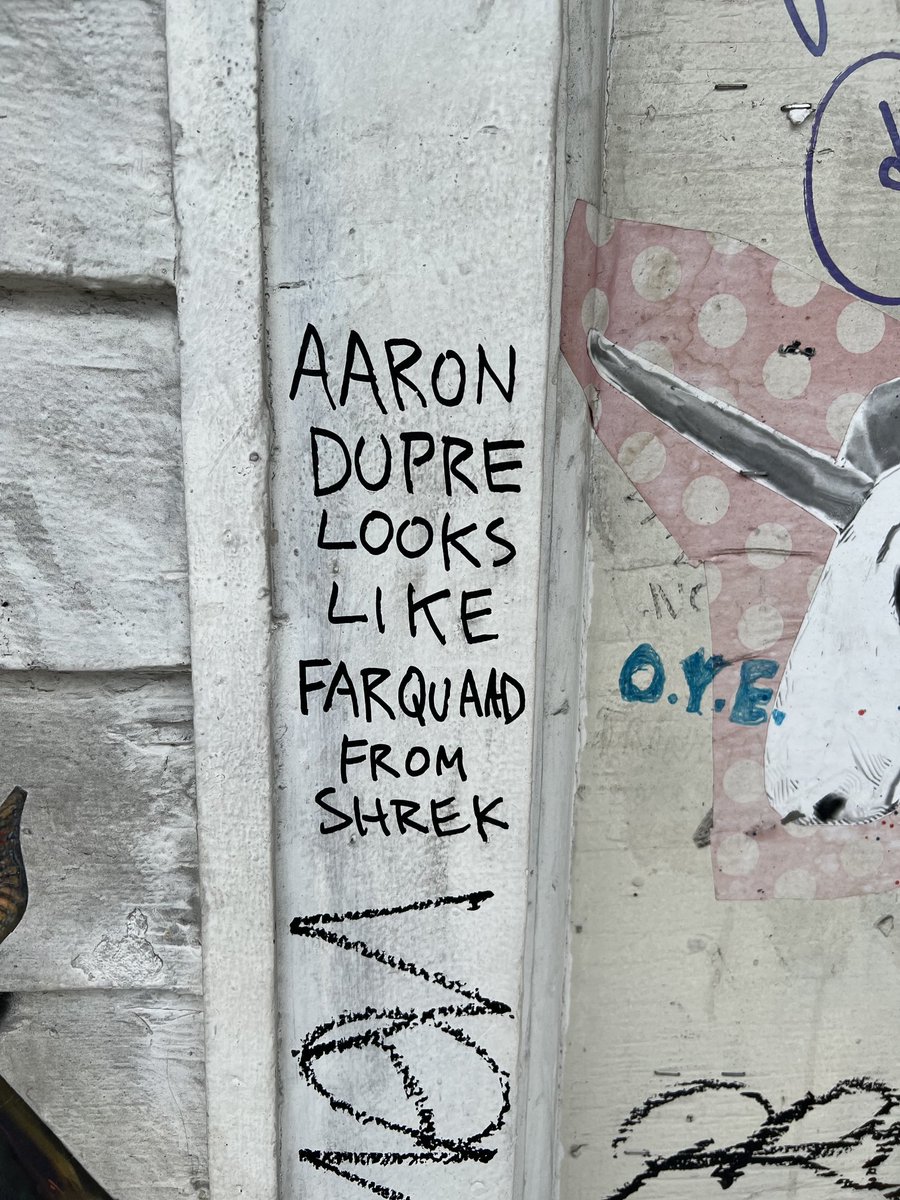 AARON
DUPRE
LOOKS
LIKE
FARQUAAD
FROM
SHREK
O.Y.E.